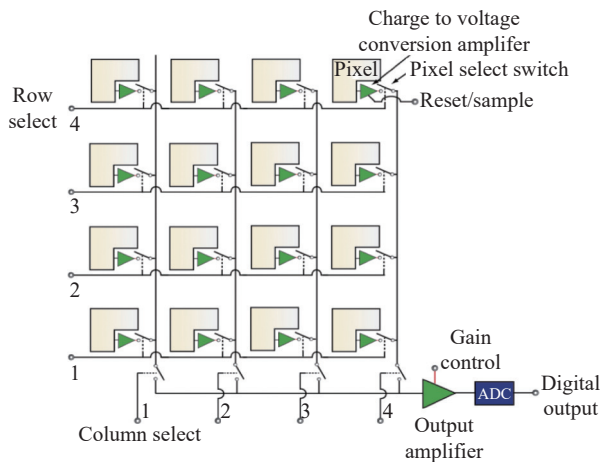 Charge to voltage
conversion amplifer
Pixel
Pixel select switch
Reset/sample
Row
select
4
3
2
1
1
2
3
4
Column select
Gain
control
ADC
Digital
output
Output
amplifier